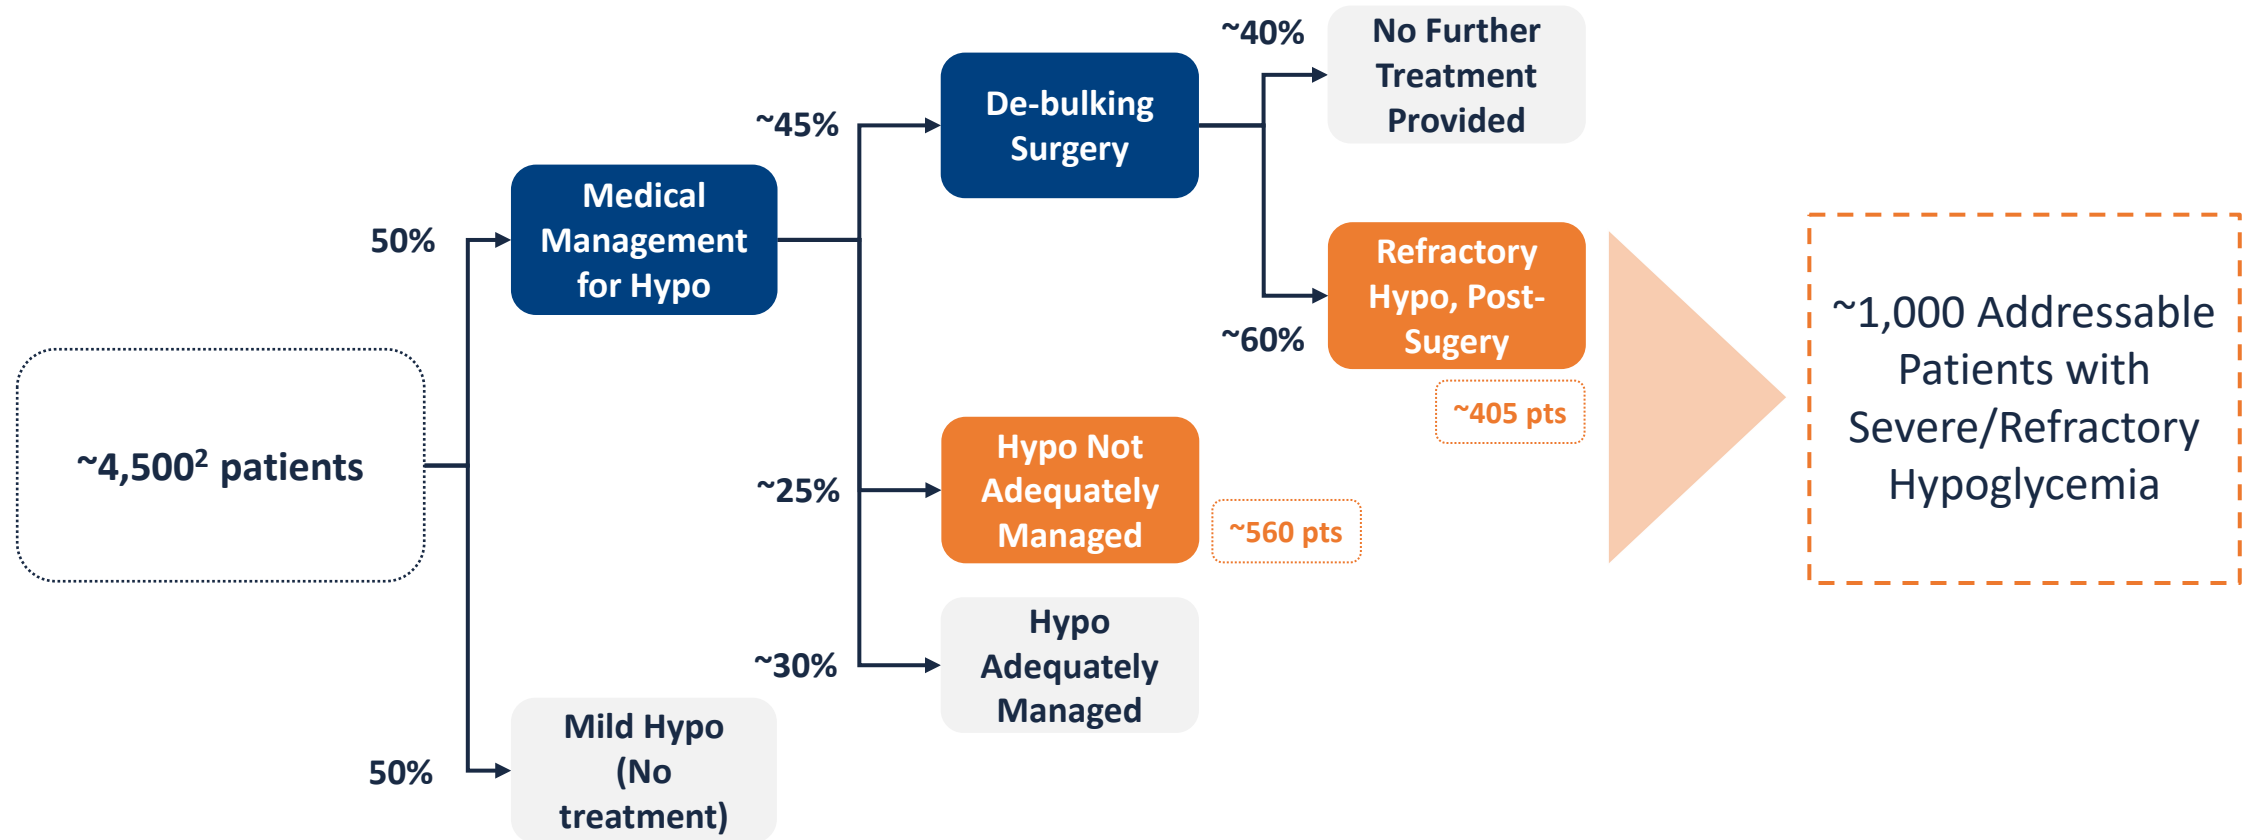 ~4,500² patients
50%
Medical
Management
for Hypo
50%
Mild Hypo
(No
treatment)
~45%
De-bulking
Surgery
~25%
Hypo Not
Adequately
Managed
~560 pts
~30%
Hypo
Adequately
Managed
~40%
No Further
Treatment
Provided
~60%
Refractory
Hypo, Post-
Sugery
~405 pts
~1,000 Addressable
Patients with
Severe/Refractory
Hypoglycemia